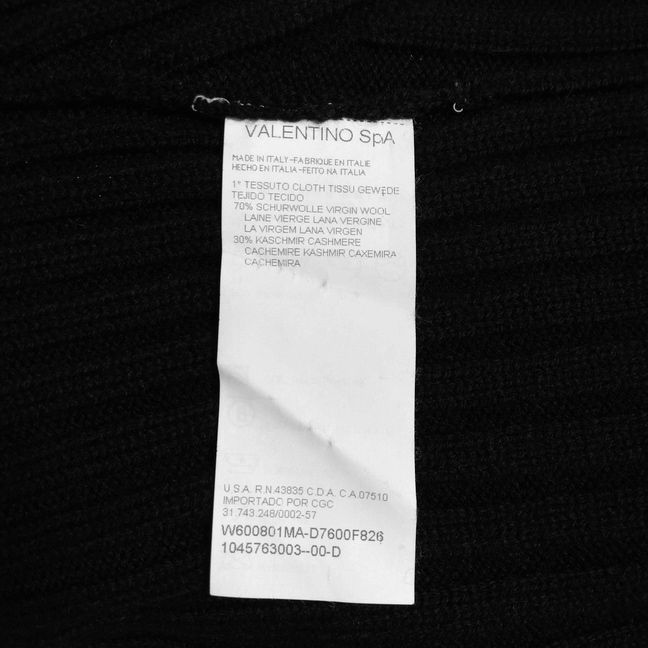 VALENTINO SpA
MADE IN ITALY-FABRIQUE EN ITALIE
HECHO EN ITALIA-FEITO NA ITALIA
1° TESSUTO CLOTH TISSU GEWEDE
TEJIDO TECIDO
70% SCHURWOLLE VIRGIN WOOL
LAINE VIERGE LANA VERGINE
LA VIRGEM LANA VIRGEN
30% KASCHMIR CASHMERE
CACHEMIRE KASHMIR CAXEMIRA
CACHEMIRA
U.S.A. R.N.43835 C.D.A. C.A.07510
IMPORTADO POR CGC
31.743.248/0002-57
W600801MA-D7600F826
1045763003--00-D